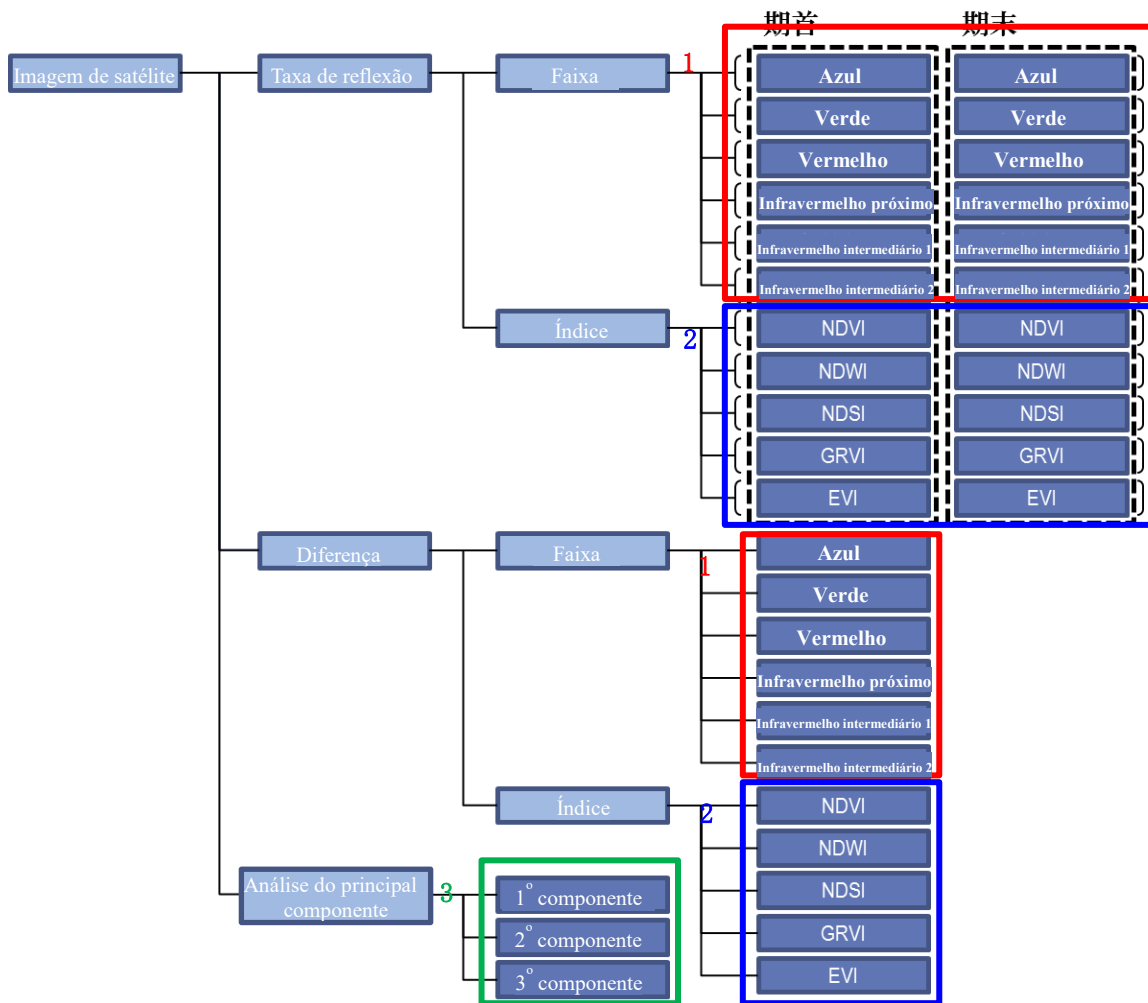 期首 期末
Imagem de satélite Taxa de reflexão Faixa 1 Azul Azul
Verde Verde
Vermelho Vermelho
Infravermelho próximo Infravermelho próximo
Infravermelho intermediário 1 Infravermelho intermediário 1
Infravermelho intermediário 2 Infravermelho intermediário 2
Índice 2 NDVI NDVI
NDWI NDWI
NDSI NDSI
GRVI GRVI
EVI EVI
Diferença Faixa 1 Azul
Verde
Vermelho
Infravermelho próximo
Infravermelho intermediário 1
Infravermelho intermediário 2
Índice 2 NDVI
NDWI
NDSI
GRVI
EVI
Análise do principal
componente
3
1º componente
2º componente
3º componente